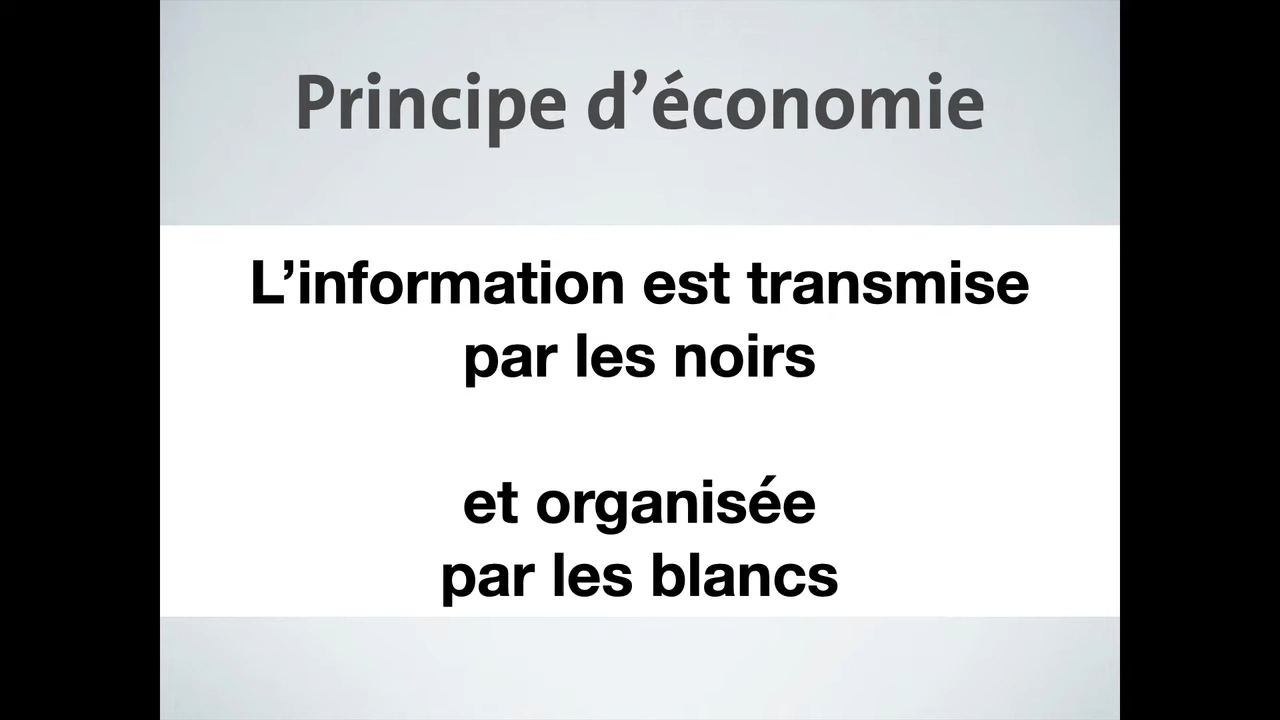 Principe d’économie
L’information est transmise
par les noirs
et organisée
par les blancs